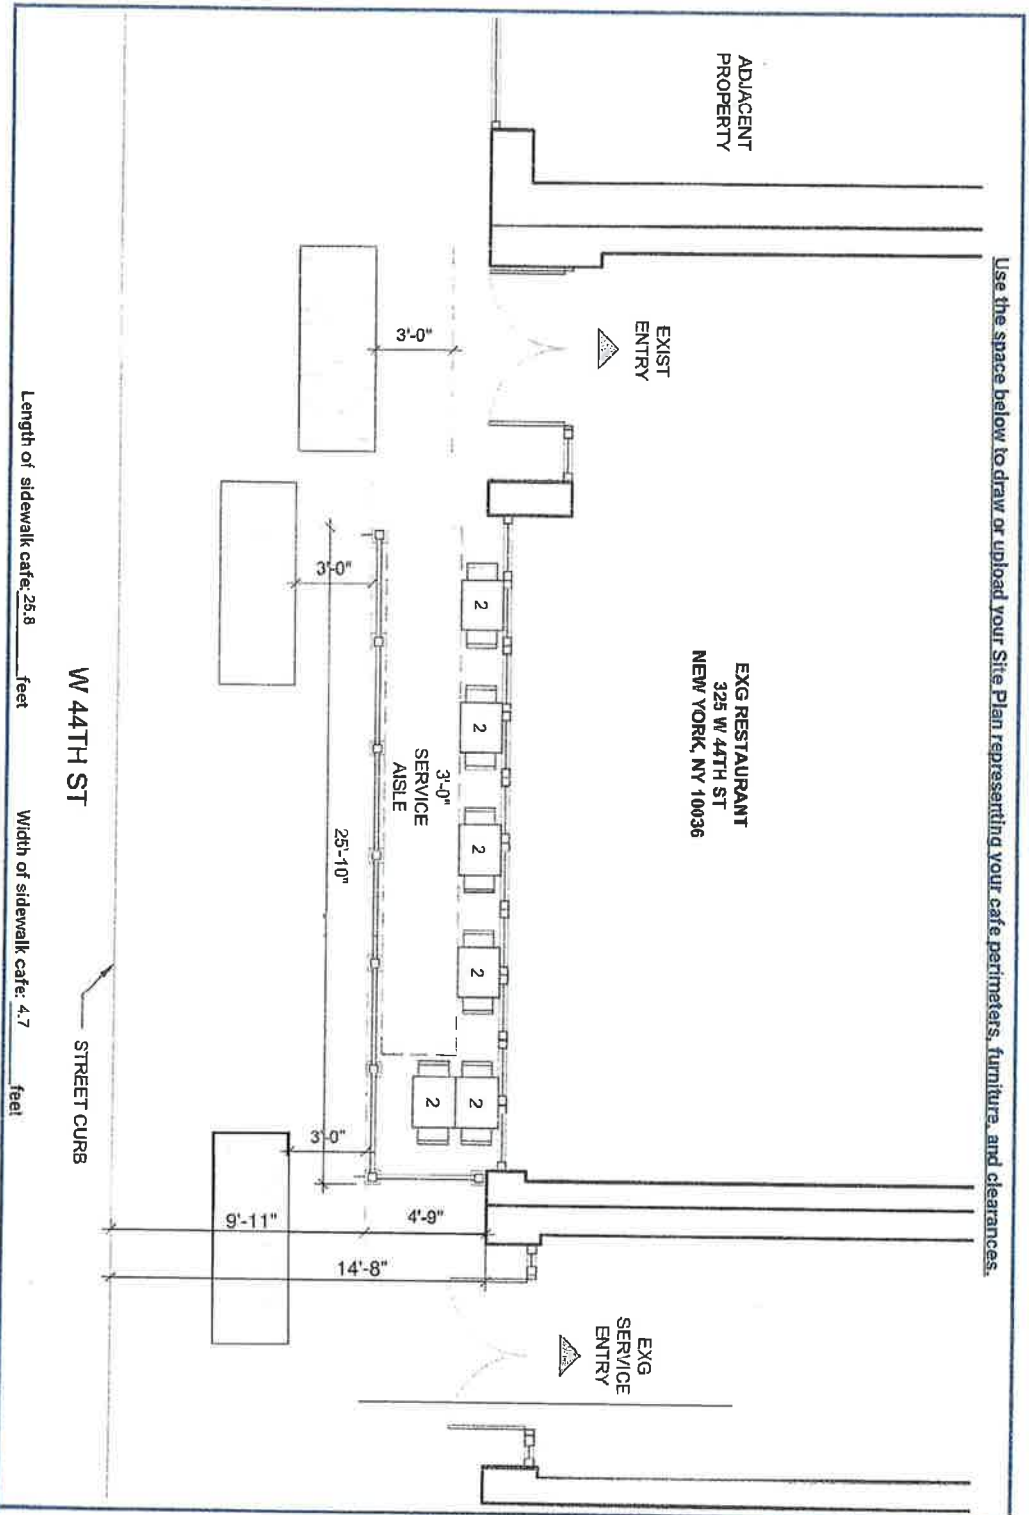 Use the space below to draw or upload your Site Plan representing your cafe perimeters, furniture, and clearances.
ADJACENT
PROPERTY
EXIST
ENTRY
EXG RESTAURANT
325 W 44TH ST
NEW YORK, NY 10036
EXG
SERVICE
ENTRY
3'-0"
3'-0"
2
2
2
2
2
2
3'-0"
SERVICE
AISLE
25'-10"
3'-0"
4'-9"
9'-11"
14'-8"
W 44TH ST
STREET CURB
Length of sidewalk cafe: 25.8 feet
Width of sidewalk cafe: 4.7 feet